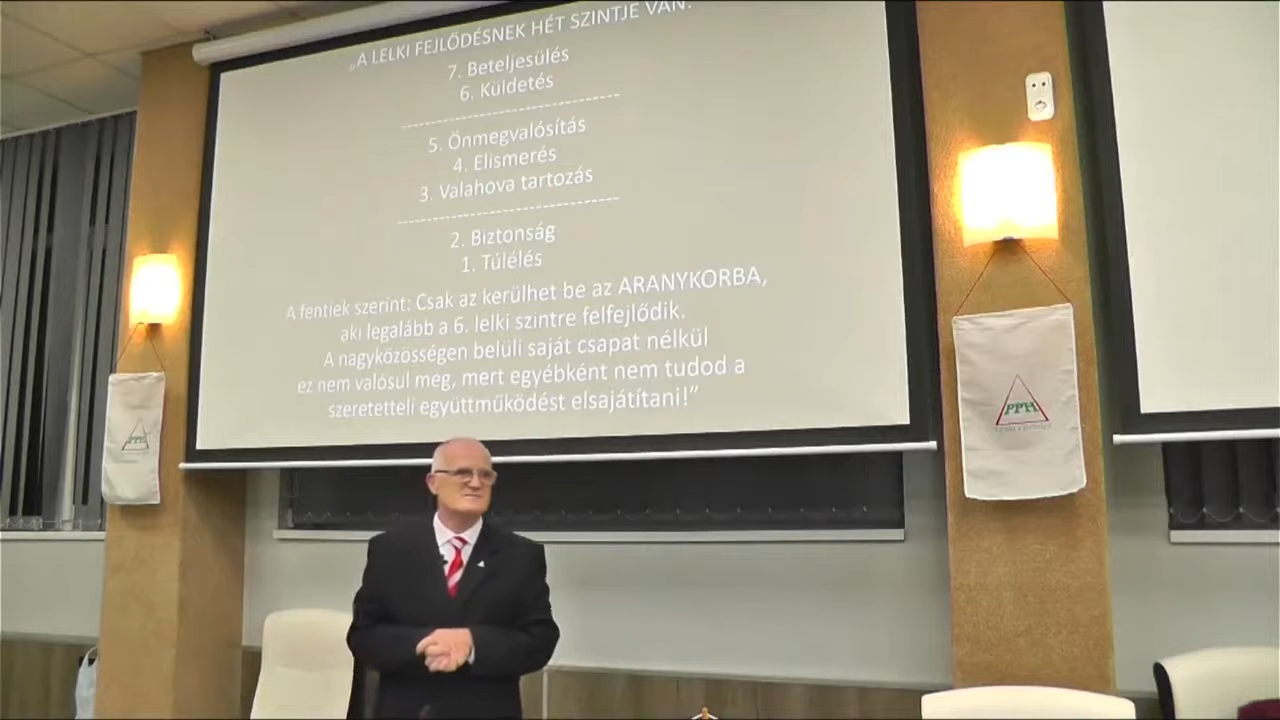 „A LELKI FEJLŐDÉSNEK HÉT SZINTJE VAN:
7. Beteljesülés
6. Küldetés
5. Önmegvalósítás
4. Elismerés
3. Valahova tartozás
2. Biztonság
1. Túlélés
A fentiek szerint: Csak az kerülhet be az ARANYKORBA,
aki legalább a 6. lelki szintre felfejlődik.
A nagyközösségen belüli saját csapat nélkül
ez nem valósul meg, mert egyébként nem tudod a
szeretetteli együttműködést elsajátítani!”
PPH
PPH